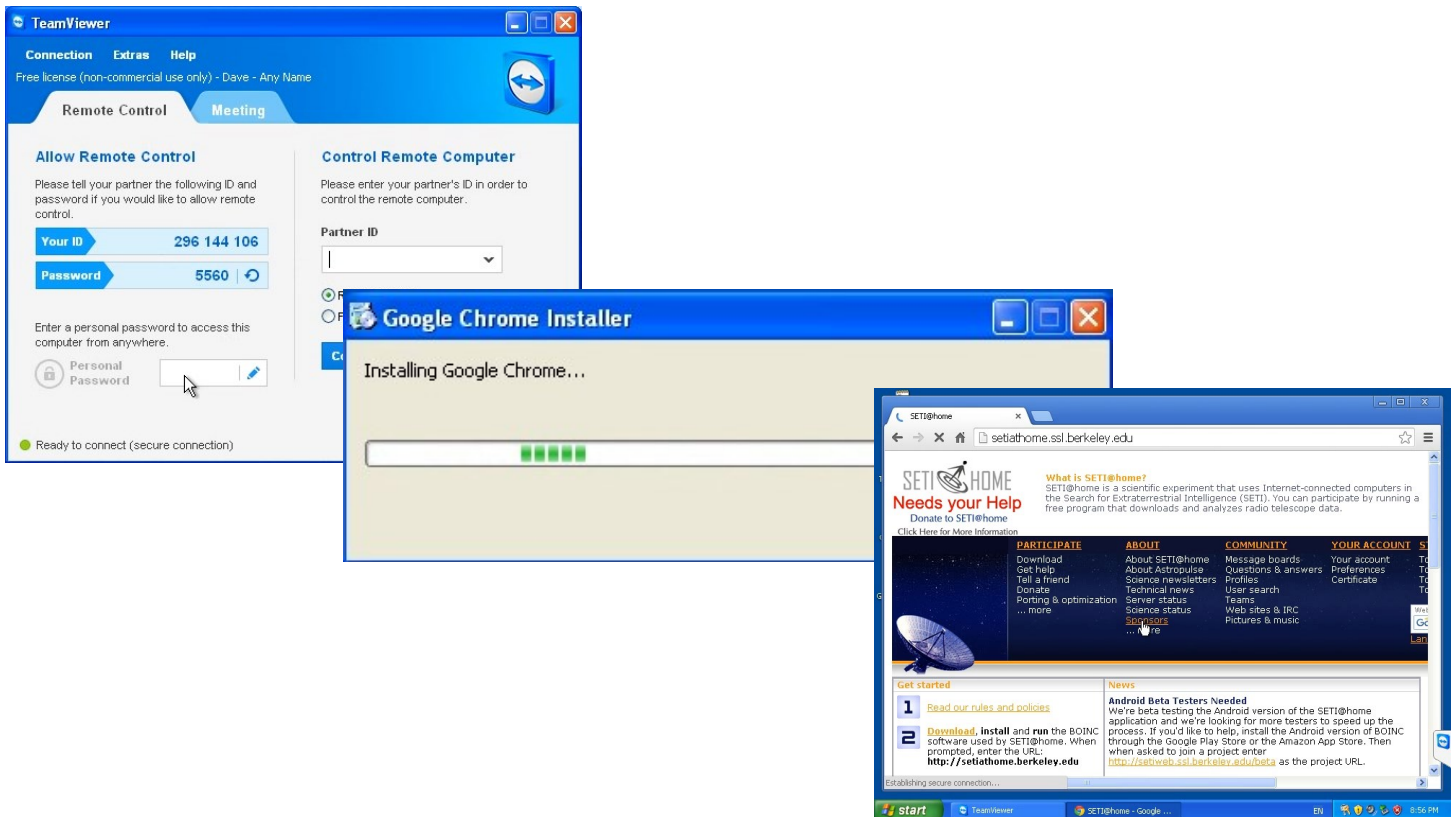 TeamViewer
Connection Extras Help
Free license (non-commercial use only) - Dave - Any Name
Remote Control Meeting
Allow Remote Control
Please tell your partner the following ID and
password if you would like to allow remote
control.
Your ID 296 144 106
Password 5560
Enter a personal password to access this
computer from anywhere.
Personal
Password
Ready to connect (secure connection)
Control Remote Computer
Please enter your partner's ID in order to
control the remote computer.
Partner ID
Google Chrome Installer
Installing Google Chrome...
SETI@home
setiathome.ssl.berkeley.edu
SETI@HOME
Needs your Help
Donate to SETI@home
Click Here for More Information
What is SETI@home?
SETI@home is a scientific experiment that uses Internet-connected computers in
the Search for Extraterrestrial Intelligence (SETI). You can participate by running a
free program that downloads and analyzes radio telescope data.
PARTICIPATE
Download
Get help
Tell a friend
Donate
Porting & optimization
... more
ABOUT
About SETI@home
About Astropulse
Science newsletters
Technical news
Server status
Science status
Sponsors
... more
COMMUNITY
Message boards
Questions & answers
Profiles
User search
Teams
Web sites & IRC
Pictures & music
YOUR ACCOUNT
Your account
Preferences
Certificate
Get started
1 Read our rules and policies
2 Download, install and run the BOINC
software used by SETI@home. When
prompted, enter the URL:
http://setiathome.berkeley.edu
News
Android Beta Testers Needed
We're beta testing the Android version of the SETI@home
application and we're looking for more testers to speed up the
process. If you'd like to help, install the Android version of BOINC
through the Google Play Store or the Amazon App Store. Then
when asked to join a project enter
http://setiweb.ssl.berkeley.edu/beta as the project URL.
Establishing secure connection...
start TeamViewer SETI@home - Google ... EN 8:56 PM